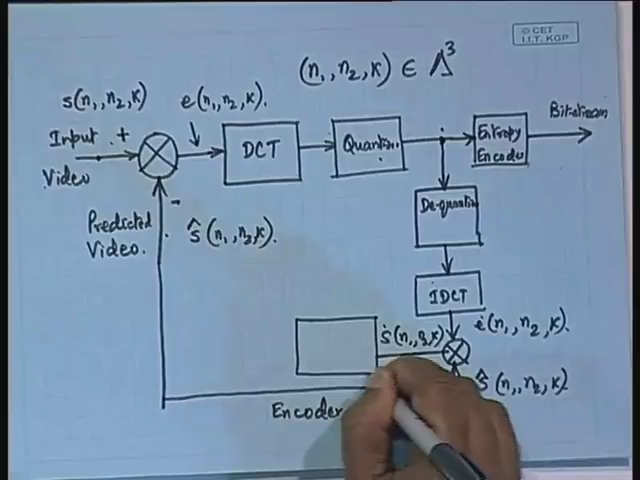 © CET
I.I.T. KGP
(n₁, n₂, k) ∈ Λ³
s(n₁, n₂, k)
e(n₁, n₂, k).
Input +
Video
DCT
Entropy
Encoder
Bit-stream
Predicted
Video.
-
ŝ(n₁, n₂, k).
IDCT
ė(n₁, n₂, k).
ŝ(n₁, n₂, k)
Encoder